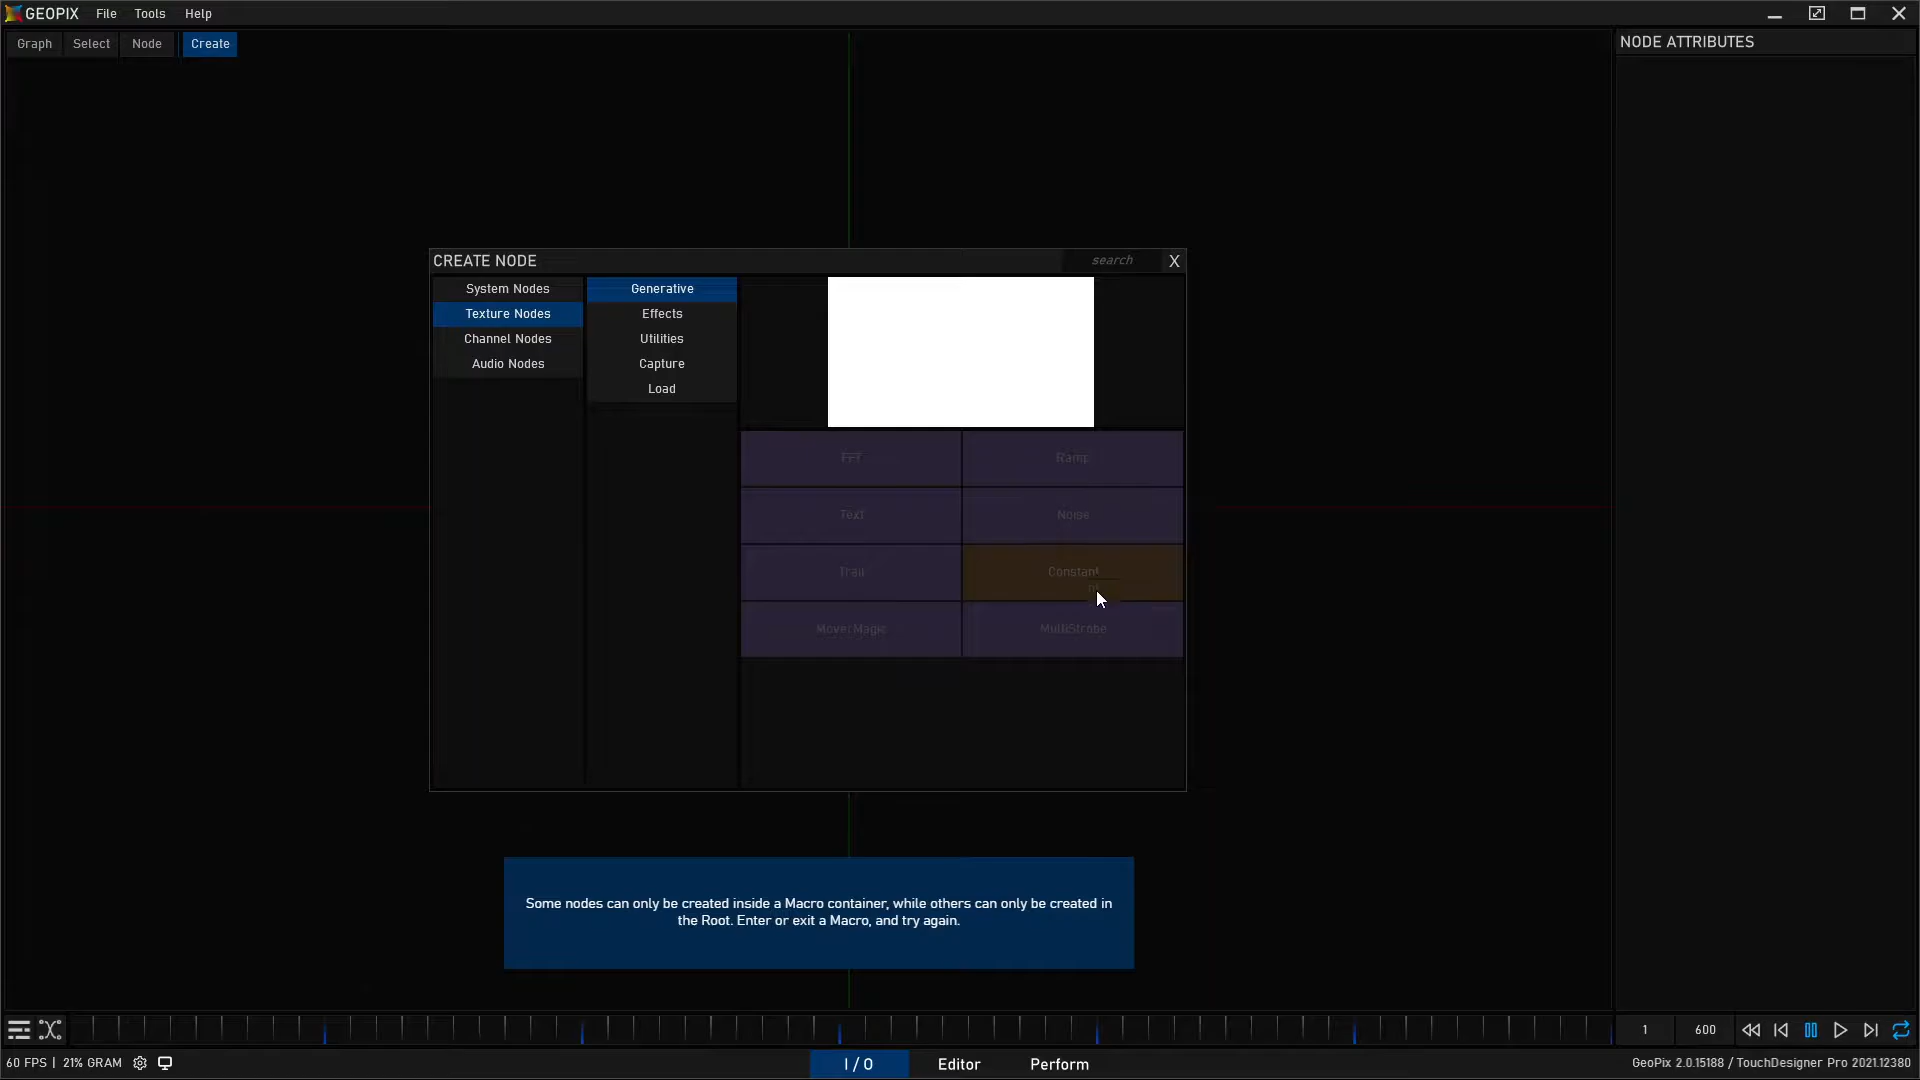 GEOPIX File Tools Help
Graph Select Node Create
NODE ATTRIBUTES
CREATE NODE
search
X
System Nodes
Texture Nodes
Channel Nodes
Audio Nodes
Generative
Effects
Utilities
Capture
Load
Ramp
Text
Noise
Trail
Constant
MoverMagic
MultiStrobe
Some nodes can only be created inside a Macro container, while others can only be created in
the Root. Enter or exit a Macro, and try again.
1 600
60 FPS | 21% GRAM
I / O Editor Perform
GeoPix 2.0.15188 / TouchDesigner Pro 2021.12380